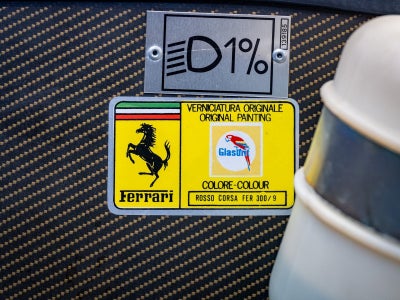 1%
VERNICIATURA ORIGINALE
ORIGINAL PAINTING
Glasurit
COLORE-COLOUR
Ferrari
ROSSO CORSA FER 300/9